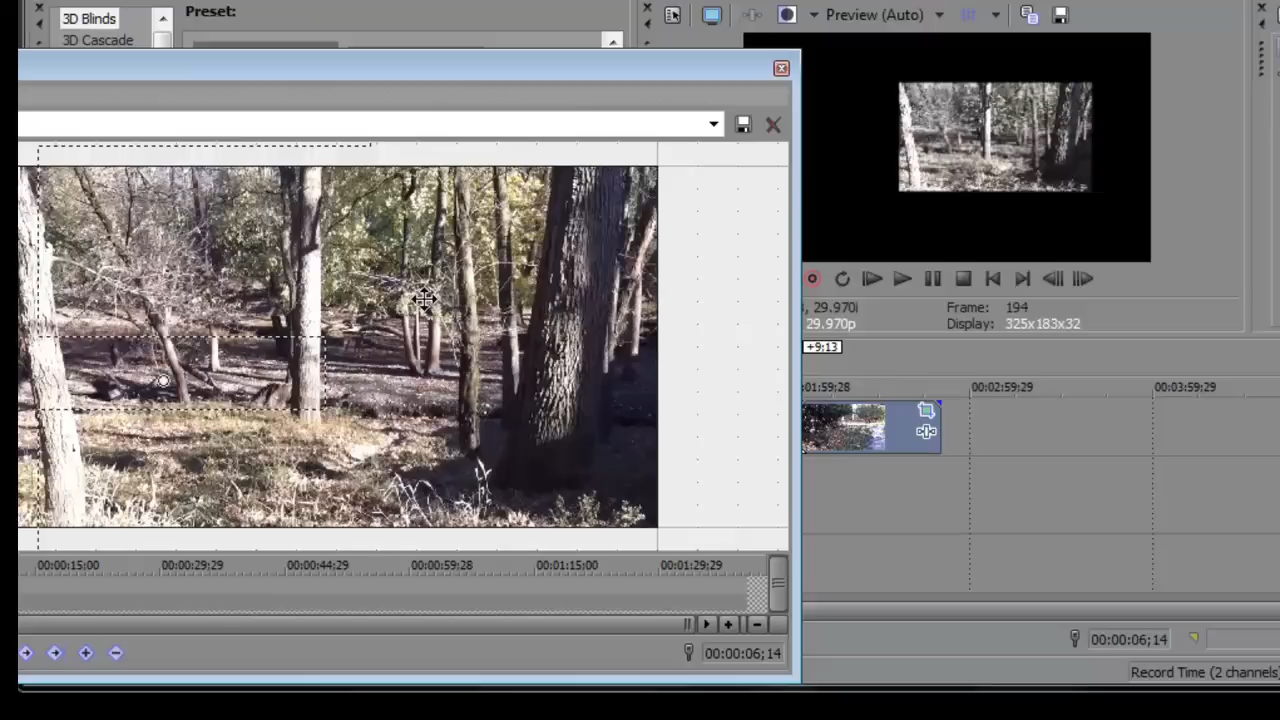 3D Blinds
3D Cascade
Preset:
Preview (Auto)
, 29.970i
29.970p
Frame: 194
Display: 325x183x32
+9:13
:01:59:28
00:02:59:29
00:03:59:29
00:00:15:00
00:00:29:29
00:00:44:29
00:00:59:28
00:01:15:00
00:01:29:29
00:00:06;14
00:00:06;14
Record Time (2 channels)